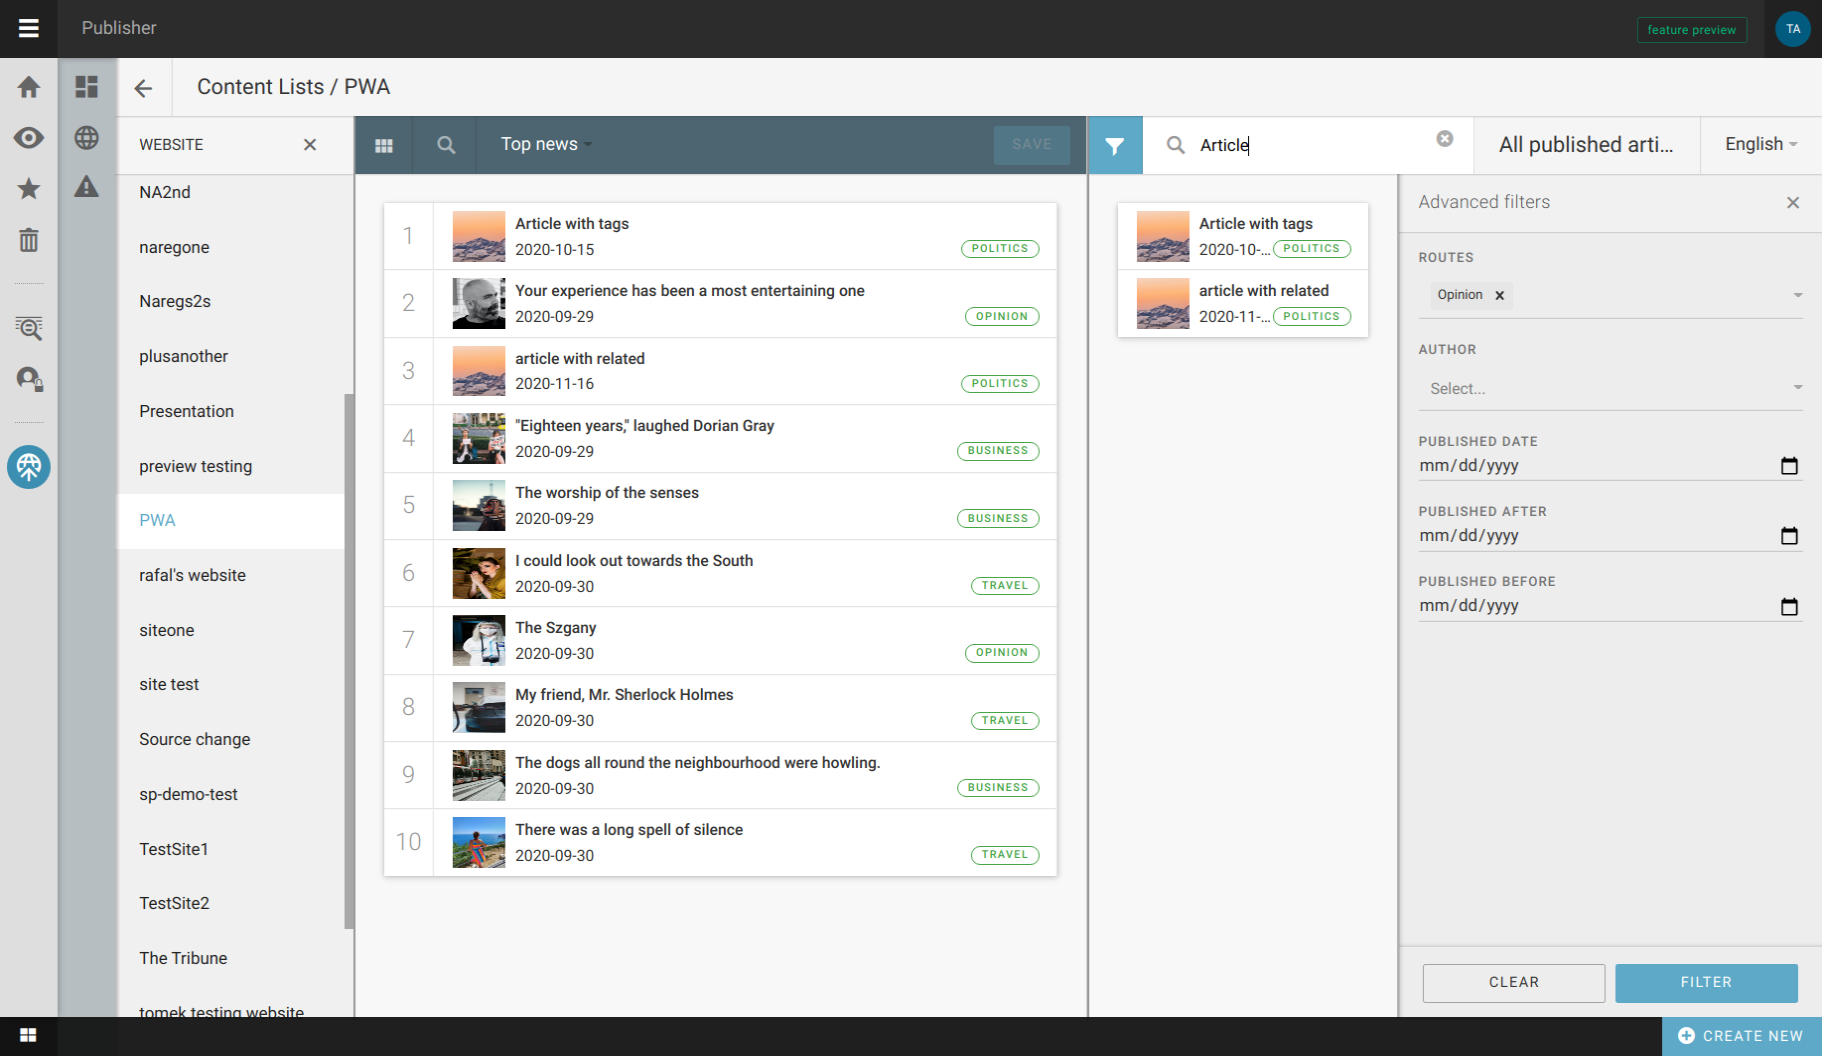 Publisher
feature preview
TA
Content Lists / PWA
WEBSITE
NA2nd
naregone
Naregs2s
plusanother
Presentation
preview testing
PWA
rafal's website
siteone
site test
Source change
sp-demo-test
TestSite1
TestSite2
The Tribune
tomek testing website
Top news
SAVE
1
Article with tags
2020-10-15
POLITICS
2
Your experience has been a most entertaining one
2020-09-29
OPINION
3
article with related
2020-11-16
POLITICS
4
"Eighteen years," laughed Dorian Gray
2020-09-29
BUSINESS
5
The worship of the senses
2020-09-29
BUSINESS
6
I could look out towards the South
2020-09-30
TRAVEL
7
The Szgany
2020-09-30
OPINION
8
My friend, Mr. Sherlock Holmes
2020-09-30
TRAVEL
9
The dogs all round the neighbourhood were howling.
2020-09-30
BUSINESS
10
There was a long spell of silence
2020-09-30
TRAVEL
Article
All published arti...
English
Article with tags
2020-10-...
POLITICS
article with related
2020-11-...
POLITICS
Advanced filters
ROUTES
Opinion
AUTHOR
Select...
PUBLISHED DATE
mm/dd/yyyy
PUBLISHED AFTER
mm/dd/yyyy
PUBLISHED BEFORE
mm/dd/yyyy
CLEAR
FILTER
CREATE NEW